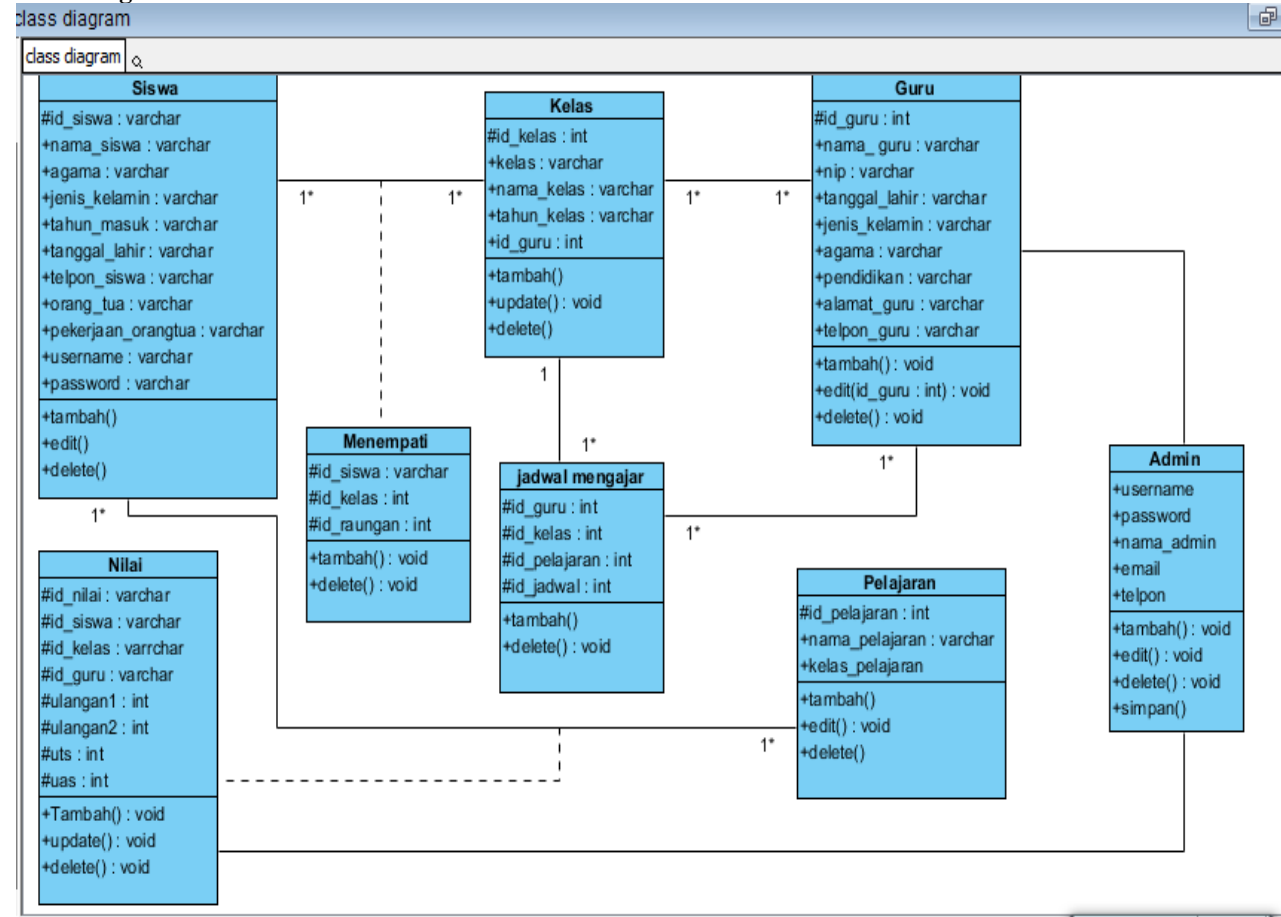 class diagram
class diagram
Siswa
#id_siswa : varchar
+nama_siswa : varchar
+agama : varchar
+jenis_kelamin : varchar
+tahun_masuk : varchar
+tanggal_lahir : varchar
+telpon_siswa : varchar
+orang_tua : varchar
+pekerjaan_orangtua : varchar
+username : varchar
+password : varchar
+tambah()
+edit()
+delete()
1*
1*
1*
Kelas
#id_kelas : int
+kelas : varchar
+nama_kelas : varchar
+tahun_kelas : varchar
+id_guru : int
+tambah()
+update() : void
+delete()
1*
1*
1
1*
Guru
#id_guru : int
+nama_ guru : varchar
+nip : varchar
+tanggal_lahir : varchar
+jenis_kelamin : varchar
+agama : varchar
+pendidikan : varchar
+alamat_guru : varchar
+telpon_guru : varchar
+tambah() : void
+edit(id_guru : int) : void
+delete() : void
1*
1*
Menempati
#id_siswa : varchar
#id_kelas : int
#id_raungan : int
+tambah() : void
+delete() : void
jadwal mengajar
#id_guru : int
#id_kelas : int
#id_pelajaran : int
#id_jadwal : int
+tambah()
+delete() : void
Admin
+username
+password
+nama_admin
+email
+telpon
+tambah() : void
+edit() : void
+delete() : void
+simpan()
Nilai
#id_nilai : varchar
#id_siswa : varchar
#id_kelas : varrchar
#id_guru : varchar
#ulangan1 : int
#ulangan2 : int
#uts : int
#uas : int
+Tambah() : void
+update() : void
+delete() : void
Pelajaran
#id_pelajaran : int
+nama_pelajaran : varchar
+kelas_pelajaran
+tambah()
+edit() : void
+delete()
1*